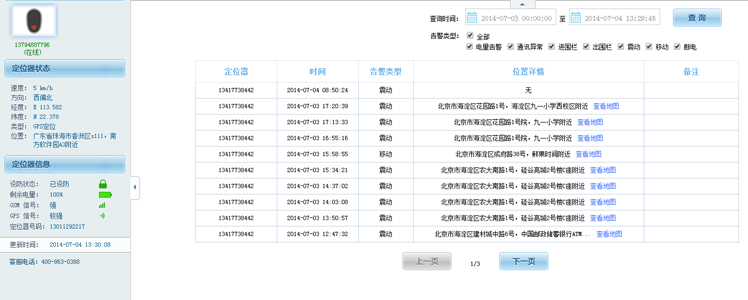 13794887796
(在线)
定位器状态
速度: 5 km/h
方向: 西偏北
经度: E 113.582
纬度: N 22.378
类型: GPS定位
位置: 广东省珠海市香洲区s111，南
方软件园A3附近
定位器信息
设防状态: 已设防
剩余电量: 100%
GSM 信号: 强
GPS 信号: 较强
定位器号码: 13011292217
更新时间: 2014-07-04 13:30:08
客服电话: 400-863-0388
查询时间: 2014-07-03 00:00:00 至 2014-07-04 13:29:45 查 询
告警类型: 全部
电量告警 通讯异常 进围栏 出围栏 震动 移动 断电
定位器 时间 告警类型 位置详情 备注
13417738442 2014-07-04 08:50:24 震动 无
13417738442 2014-07-03 17:20:39 震动 北京市海淀区花园路1号，海淀区九一小学西校区附近 查看地图
13417738442 2014-07-03 17:13:33 震动 北京市海淀区花园路1号院，九一小学附近 查看地图
13417738442 2014-07-03 16:55:16 震动 北京市海淀区花园路1号院，九一小学附近 查看地图
13417738442 2014-07-03 15:58:55 移动 北京市海淀区成府路38号，鲜果时间附近 查看地图
13417738442 2014-07-03 15:34:21 震动 北京市海淀区农大南路1号，硅谷亮城2号楼C座附近 查看地图
13417738442 2014-07-03 14:37:02 震动 北京市海淀区农大南路1号，硅谷亮城2号楼C座附近 查看地图
13417738442 2014-07-03 14:03:08 震动 北京市海淀区农大南路1号，硅谷亮城2号楼C座附近 查看地图
13417738442 2014-07-03 13:50:57 震动 北京市海淀区农大南路1号，硅谷亮城2号楼C座附近 查看地图
13417738442 2014-07-03 12:47:32 震动 北京市海淀区建材城中路6号，中国邮政储蓄银行ATM... 查看地图
上一页 1/3 下一页